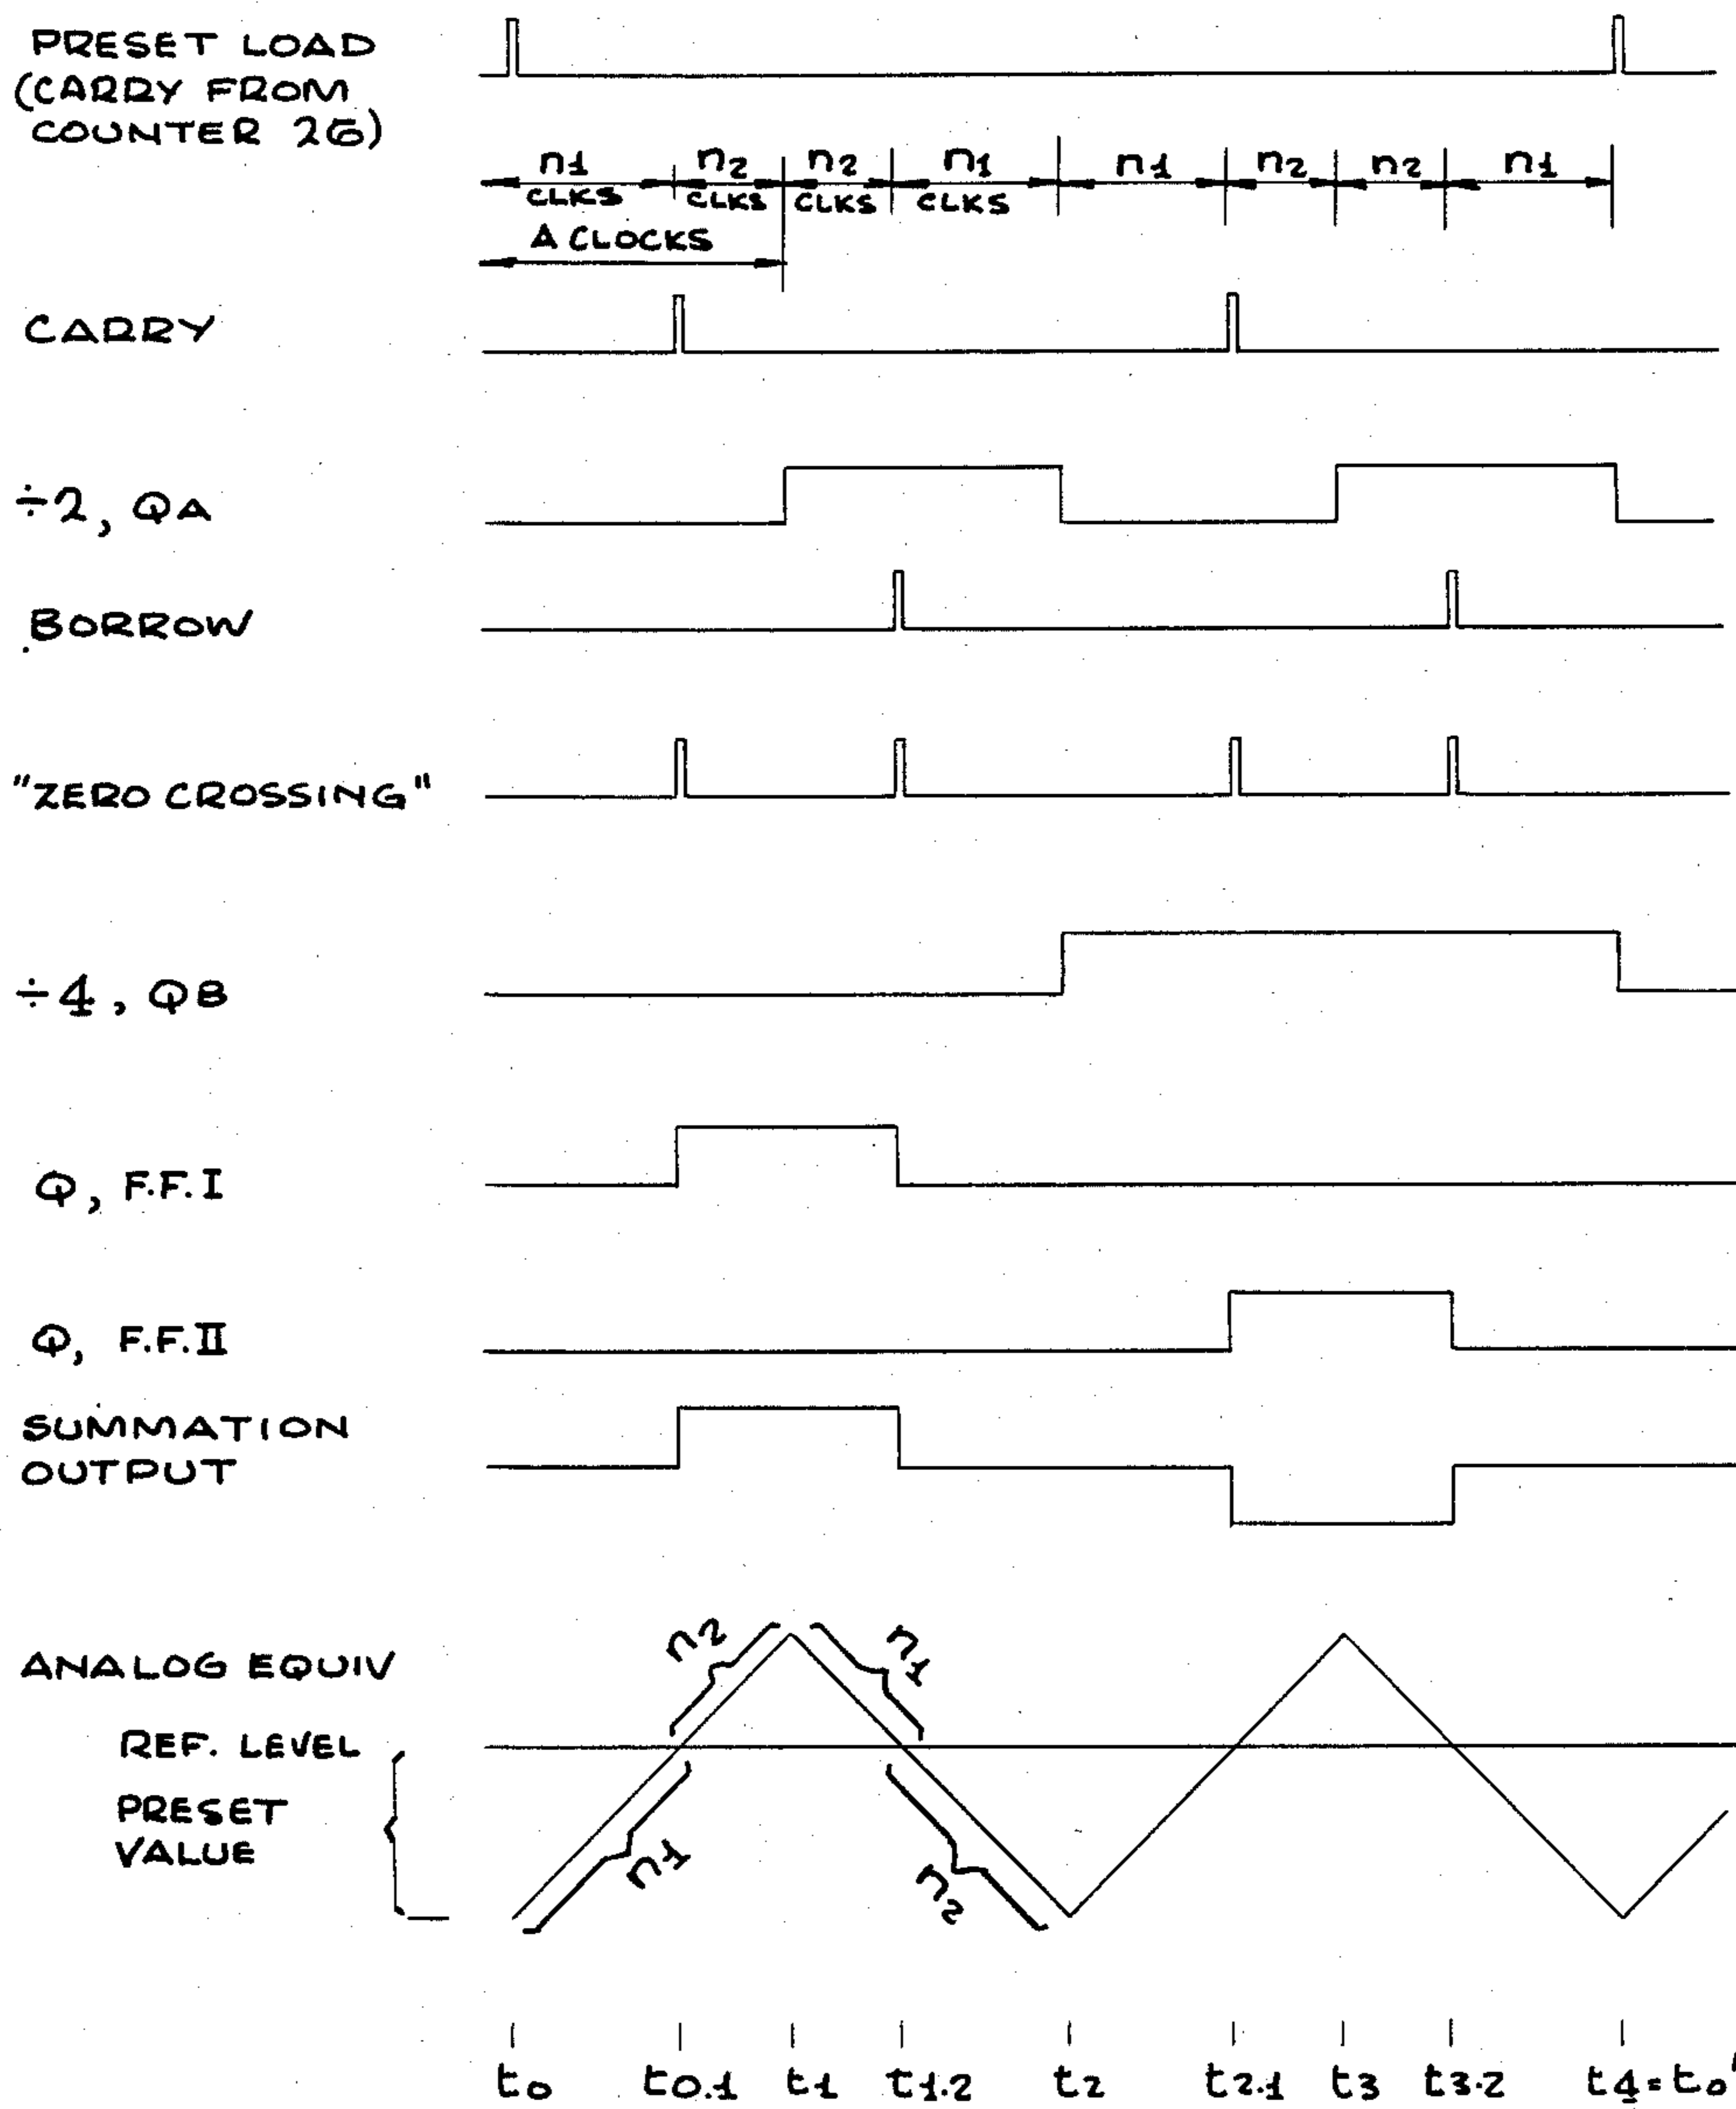 PRESET LOAD
(CARRY FROM
COUNTER 26)
n1 n2 n2 n1 n1 n2 n2 n1
CLKS CLKS CLKS CLKS
A CLOCKS
CARRY
÷2, QA
BORROW
"ZERO CROSSING"
÷4, QB
Q, F.F.I
Q, F.F.II
SUMMATION
OUTPUT
n2 n1
ANALOG EQUIV
REF. LEVEL
PRESET
VALUE
n1 n2
t0 t0.1 t1 t1.2 t2 t2.1 t3 t3.2 t4=t0'